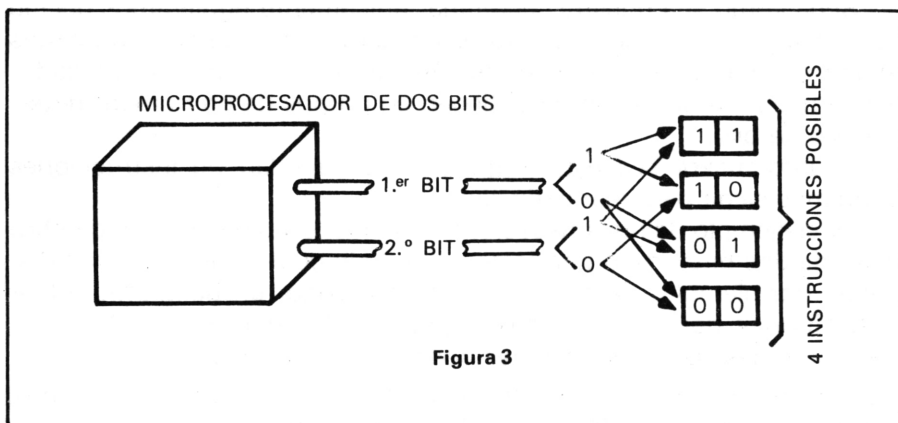 MICROPROCESADOR DE DOS BITS
1.er BIT
2.º BIT
1
0
1
0
1 1
1 0
0 1
0 0
4 INSTRUCCIONES POSIBLES
Figura 3